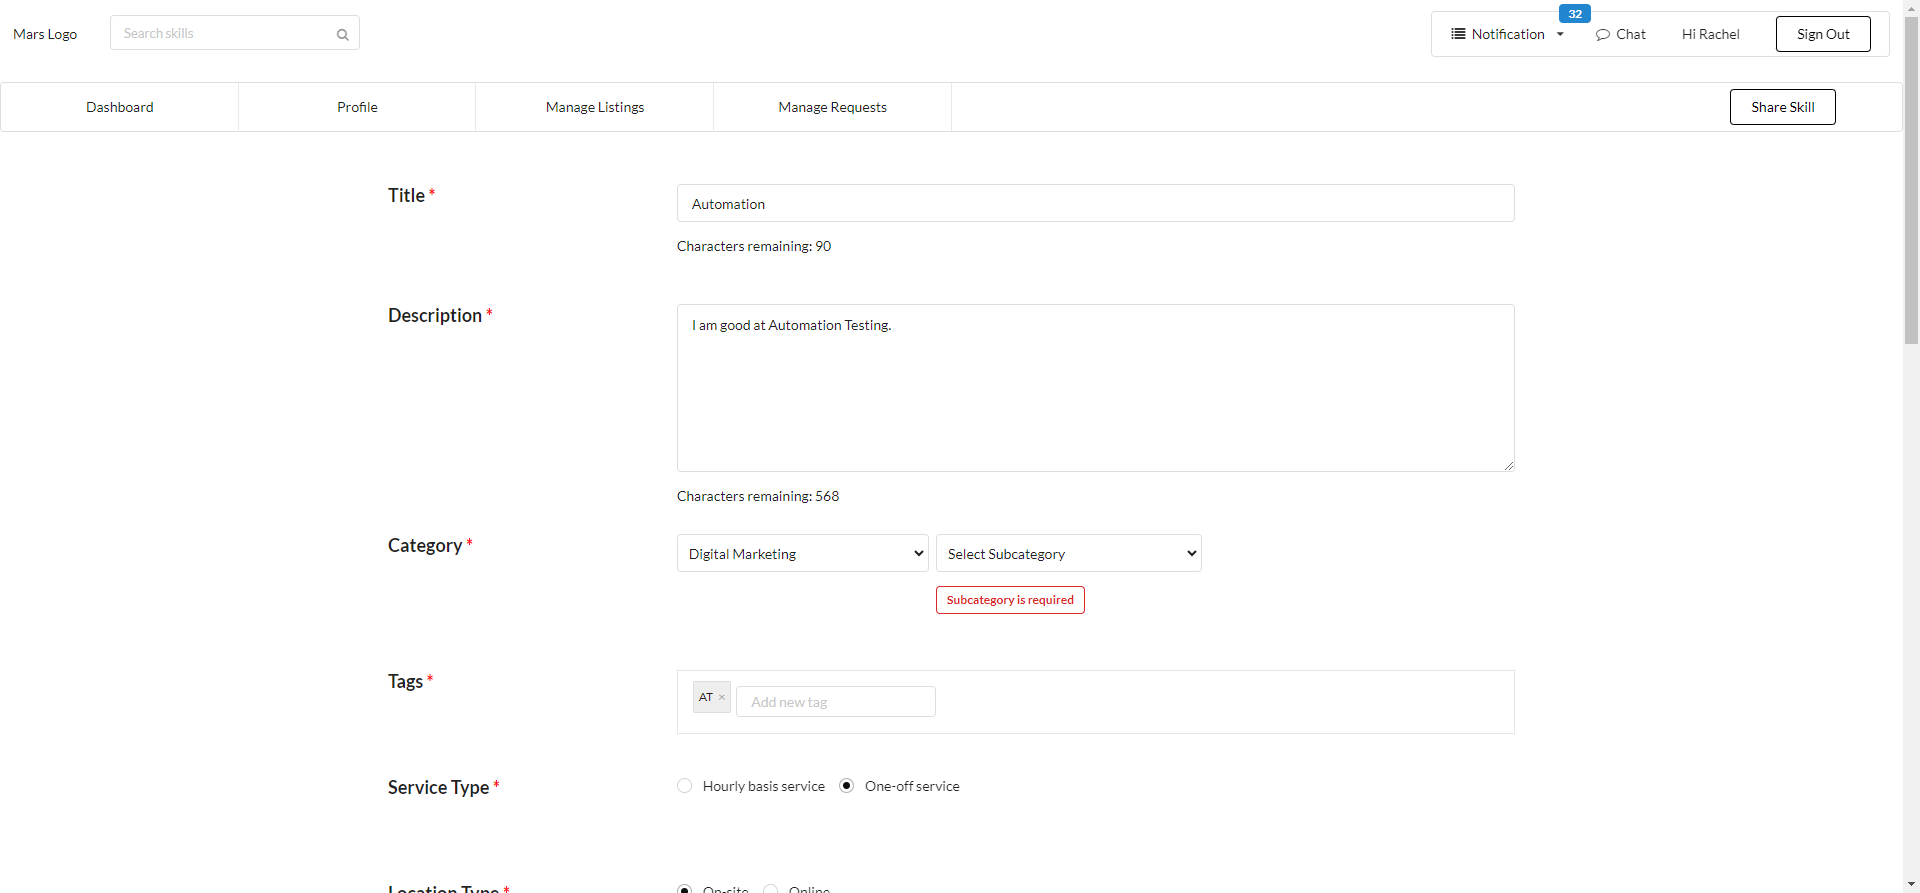 Mars Logo
Search skills
32
Notification
Chat
Hi Rachel
Sign Out
Dashboard
Profile
Manage Listings
Manage Requests
Share Skill
Title *
Automation
Characters remaining: 90
Description *
I am good at Automation Testing.
Characters remaining: 568
Category *
Digital Marketing
Select Subcategory
Subcategory is required
Tags *
AT ×
Add new tag
Service Type *
Hourly basis service
One-off service
Location Type *
On-site
Online